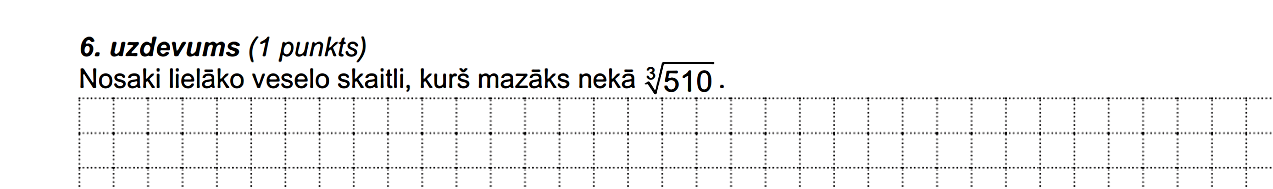 6. uzdevums (1 punkts)
Nosaki lielāko veselo skaitli, kurš mazāks nekā ∛510 .